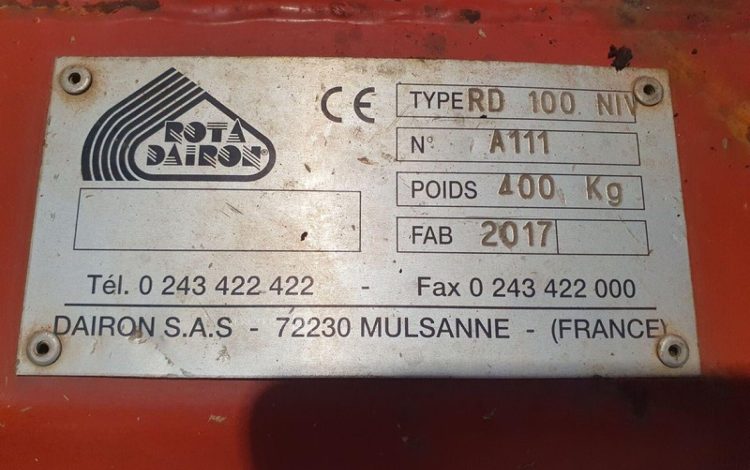 ROTA
DAIRON
CE
TYPE RD 100 NIV
N° A111
POIDS 400 Kg
FAB 2017
Tél. 0 243 422 422 - Fax 0 243 422 000
DAIRON S.A.S - 72230 MULSANNE - (FRANCE)